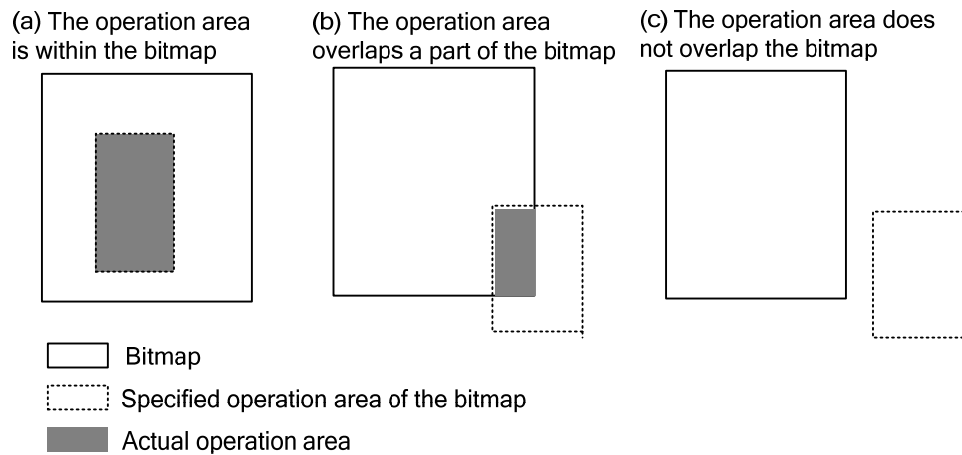 (a) The operation area
is within the bitmap
(b) The operation area
overlaps a part of the bitmap
(c) The operation area does
not overlap the bitmap
Bitmap
Specified operation area of the bitmap
Actual operation area